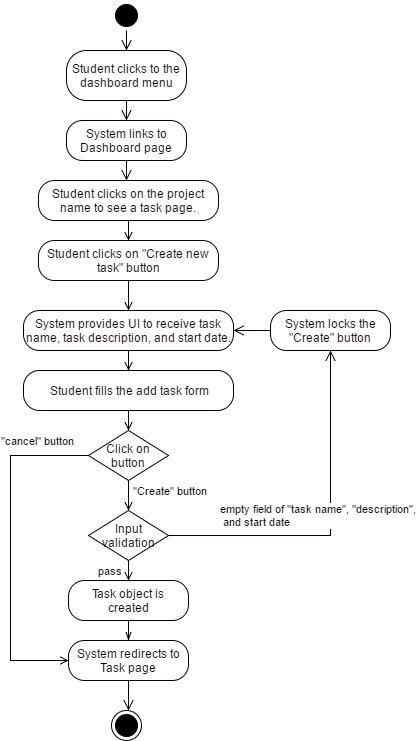 Student clicks to the
dashboard menu
System links to
Dashboard page
Student clicks on the project
name to see a task page.
Student clicks on "Create new
task" button
System provides UI to receive task
name, task description, and start date.
System locks the
"Create" button
Student fills the add task form
"cancel" button
Click on
button
"Create" button
empty field of "task name", "description",
and start date
Input
validation
pass
Task object is
created
System redirects to
Task page